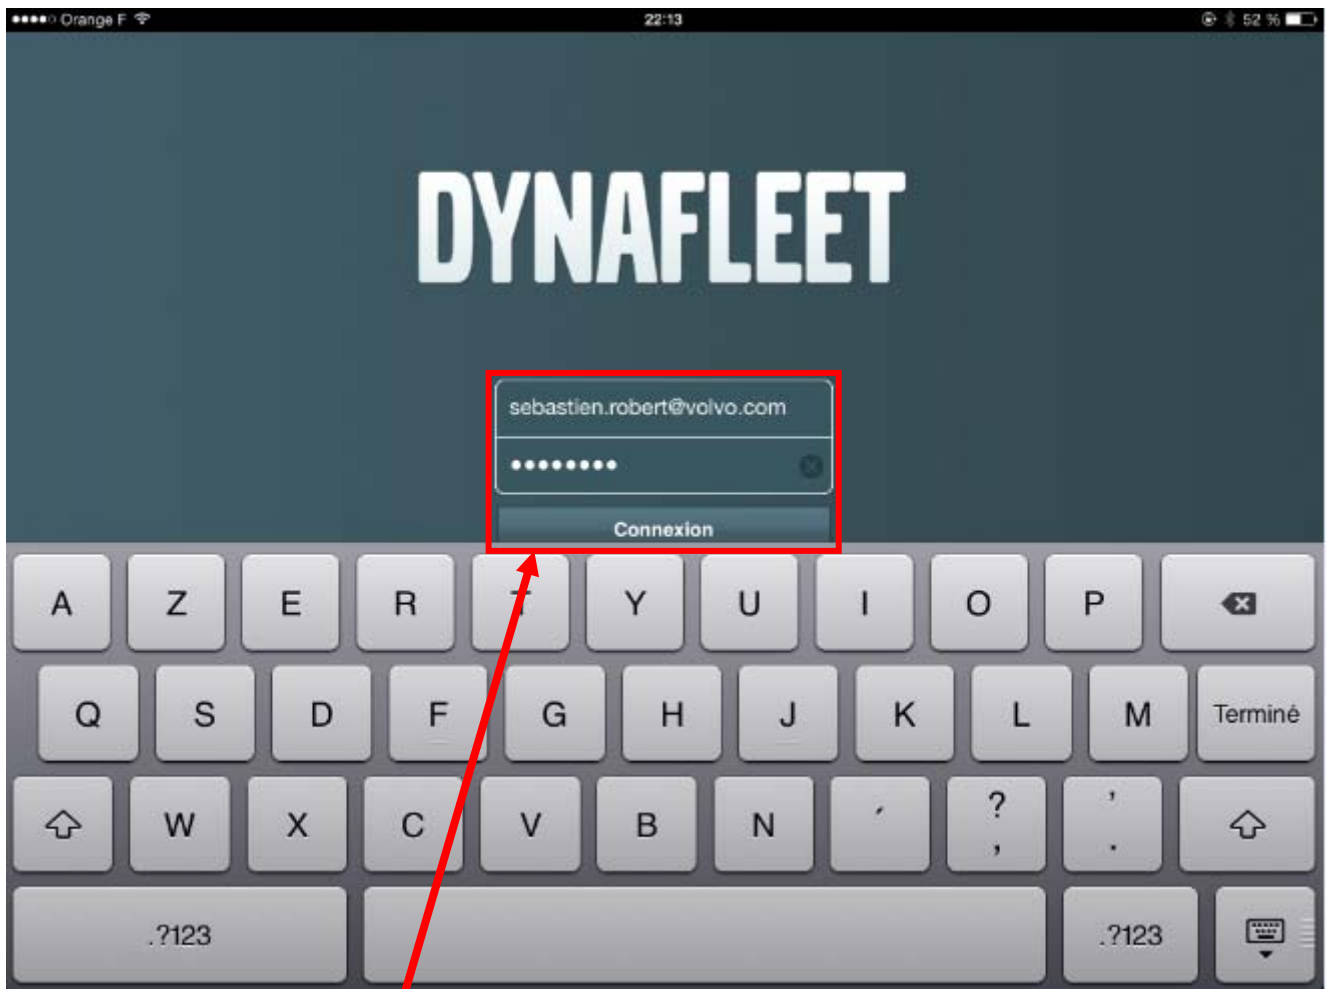 Orange F 22:13 52 %
DYNAFLEET
sebastien.robert@volvo.com
••••••••
Connexion
A Z E R T Y U I O P
Q S D F G H J K L M Terminé
W X C V B N ´ ? , ' .
.?123 .?123